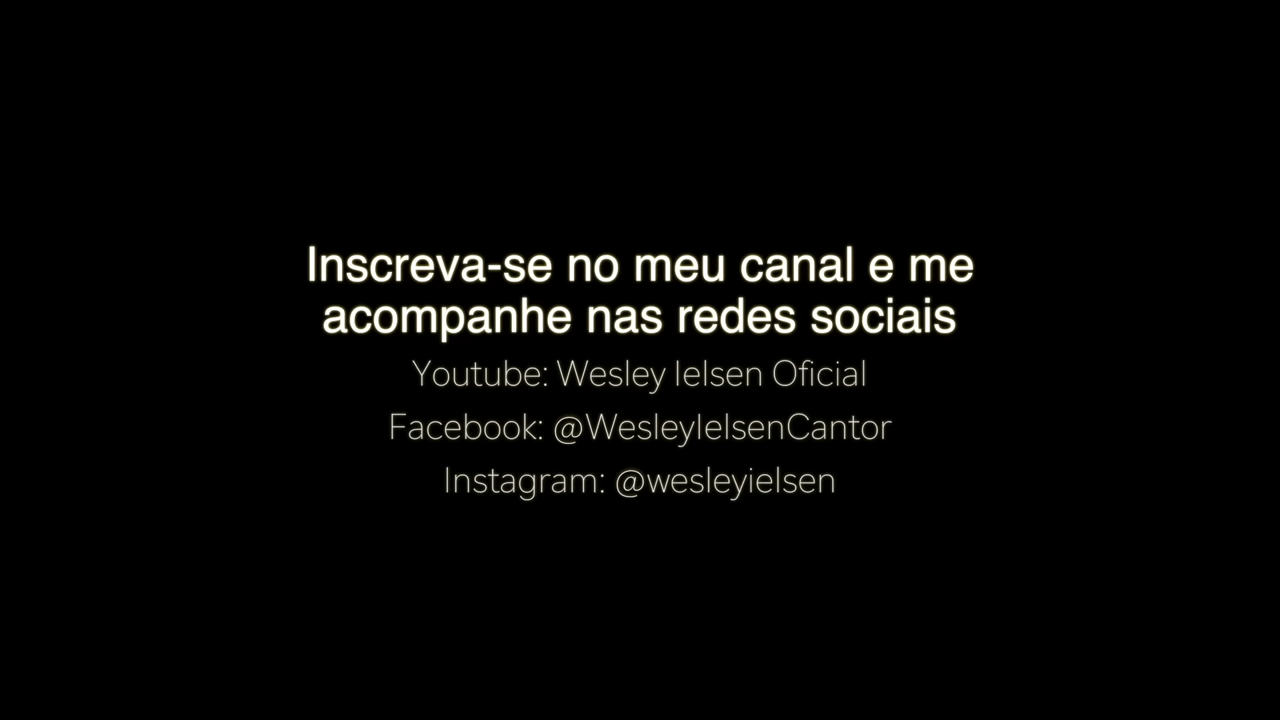 Inscreva-se no meu canal e me
acompanhe nas redes sociais
Youtube: Wesley Ielsen Oficial
Facebook: @WesleyIelsenCantor
Instagram: @wesleyielsen